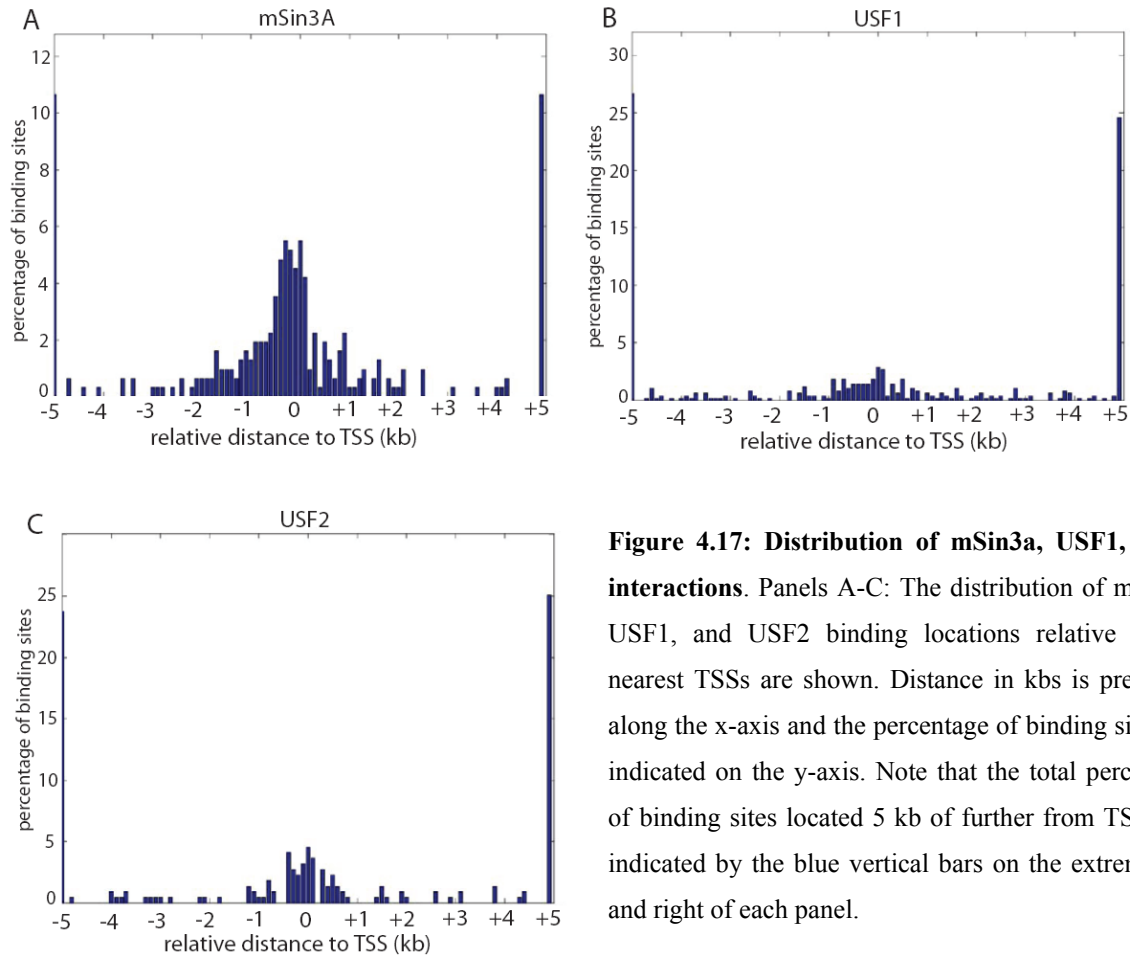 A
mSin3A
12
10
8
6
4
2
0
percentage of binding sites
-5 -4 -3 -2 -1 0 +1 +2 +3 +4 +5
relative distance to TSS (kb)
B
USF1
30
25
20
15
10
5
0
percentage of binding sites
-5 -4 -3 -2 -1 0 +1 +2 +3 +4 +5
relative distance to TSS (kb)
C
USF2
25
20
15
10
5
0
percentage of binding sites
-5 -4 -3 -2 -1 0 +1 +2 +3 +4 +5
relative distance to TSS (kb)
Figure 4.17: Distribution of mSin3a, USF1,
interactions. Panels A-C: The distribution of m
USF1, and USF2 binding locations relative
nearest TSSs are shown. Distance in kbs is pre
along the x-axis and the percentage of binding si
indicated on the y-axis. Note that the total perc
of binding sites located 5 kb of further from TS
indicated by the blue vertical bars on the extrem
and right of each panel.